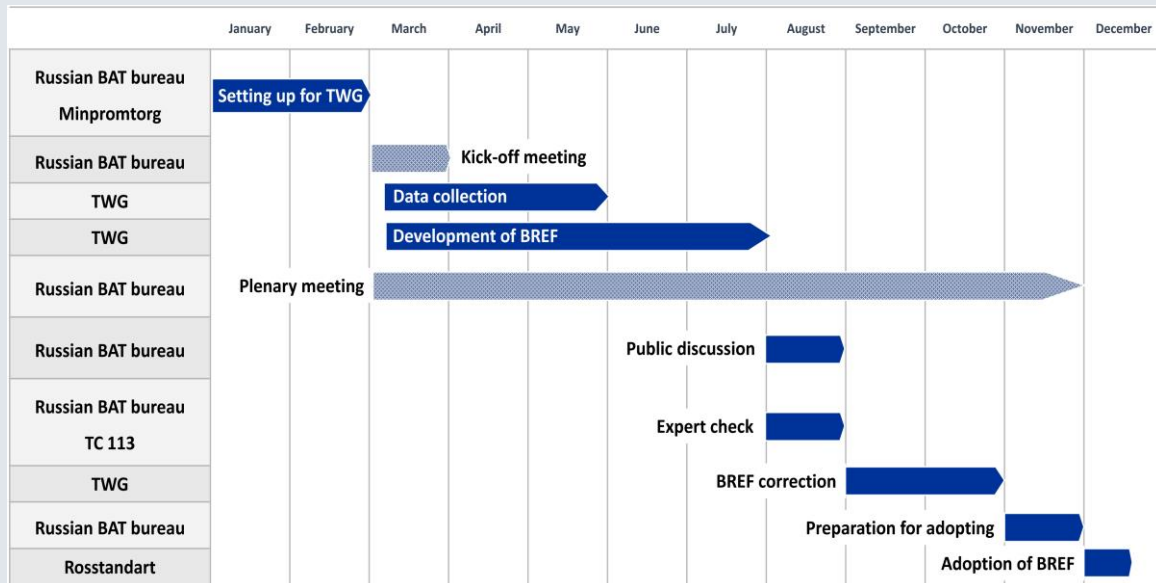 January February March April May June July August September October November December
Russian BAT bureau
Minpromtorg
Setting up for TWG
Russian BAT bureau
Kick-off meeting
TWG
Data collection
TWG
Development of BREF
Russian BAT bureau
Plenary meeting
Russian BAT bureau
Public discussion
Russian BAT bureau
TC 113
Expert check
TWG
BREF correction
Russian BAT bureau
Preparation for adopting
Rosstandart
Adoption of BREF